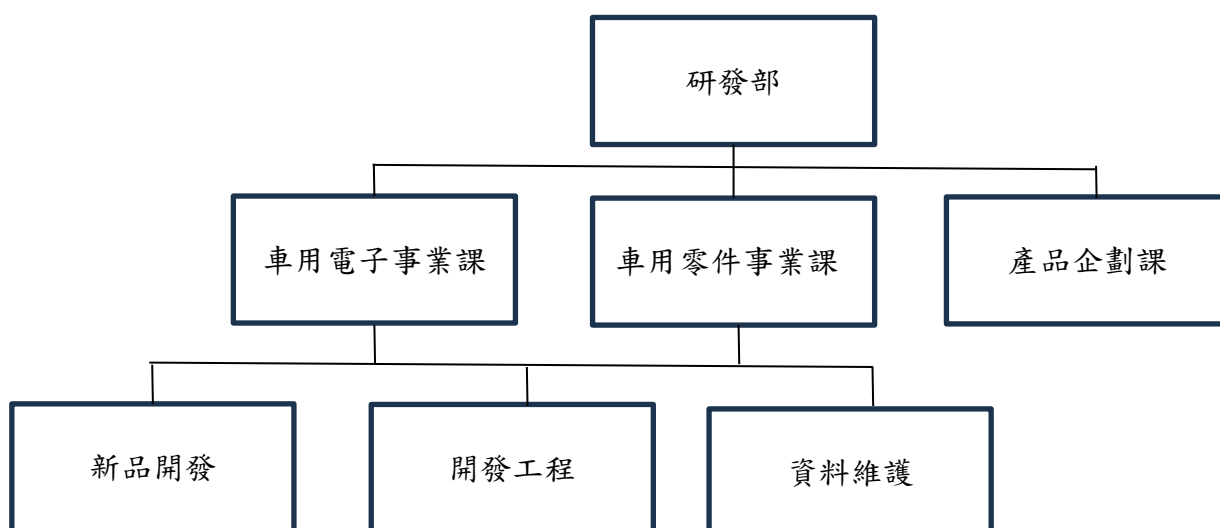 研發部
車用電子事業課
車用零件事業課
產品企劃課
新品開發
開發工程
資料維護